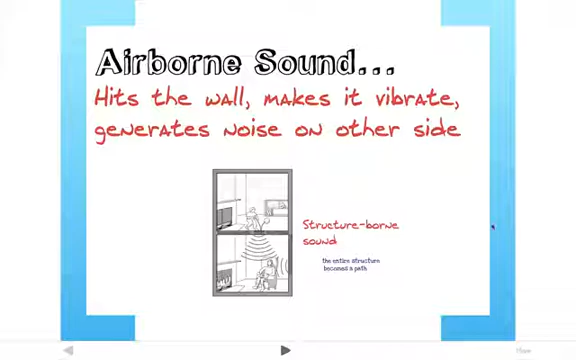 Airborne Sound...
Hits the wall, makes it vibrate,
generates noise on other side
Structure-borne
sound
the entire structure
becomes a path